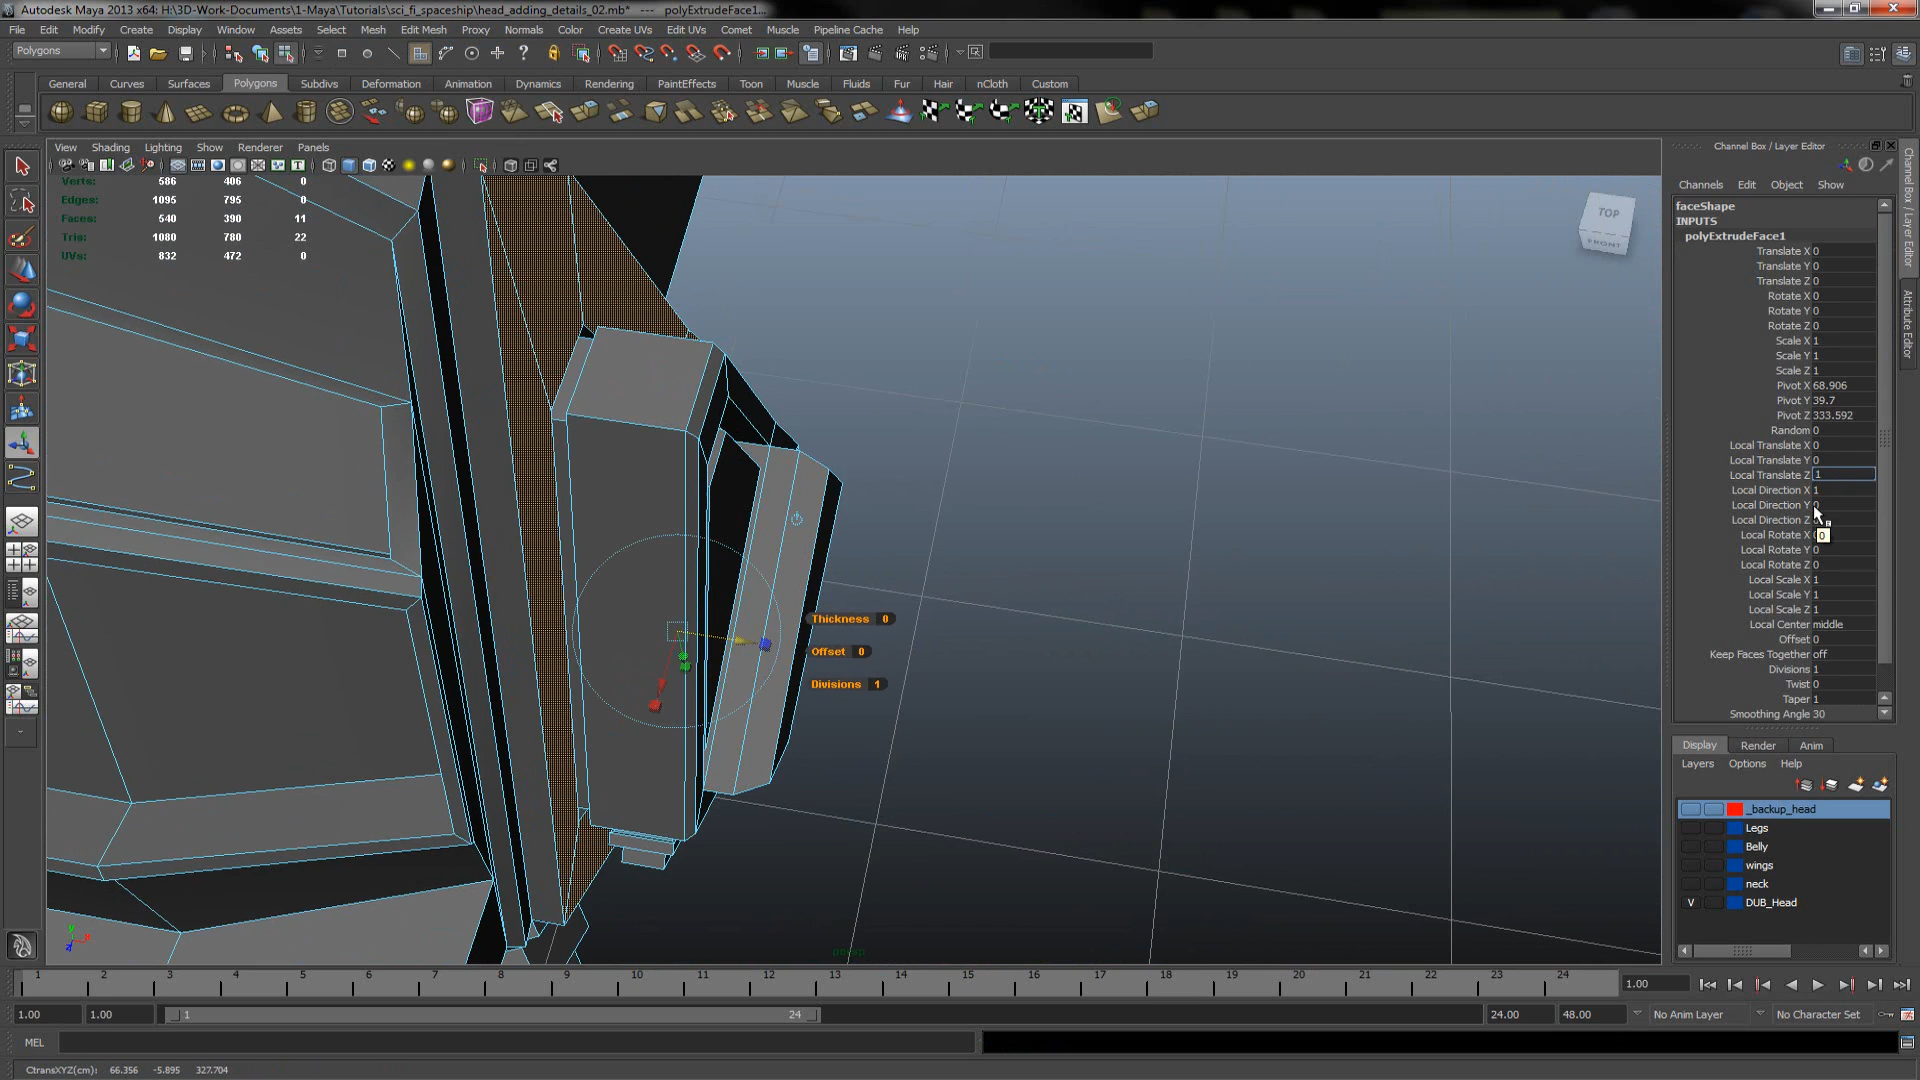 Autodesk Maya 2013 x64: H:\3D-Work-Documents\1-Maya\Tutorials\sci_fi_spaceship\head_adding_details_02.mb*  ---  polyExtrudeFace1...
File Edit Modify Create Display Window Assets Select Mesh Edit Mesh Proxy Normals Color Create UVs Edit UVs Comet Muscle Pipeline Cache Help
Polygons
General Curves Surfaces Polygons Subdivs Deformation Animation Dynamics Rendering PaintEffects Toon Muscle Fluids Fur Hair nCloth Custom
View Shading Lighting Show Renderer Panels
Verts: 586 406 0
Edges: 1095 795 0
Faces: 540 390 11
Tris: 1080 780 22
UVs: 832 472 0
TOP
FRONT
Thickness 0
Offset 0
Divisions 1
Channel Box / Layer Editor
Channels Edit Object Show
faceShape
INPUTS
polyExtrudeFace1
Translate X 0
Translate Y 0
Translate Z 0
Rotate X 0
Rotate Y 0
Rotate Z 0
Scale X 1
Scale Y 1
Scale Z 1
Pivot X 68.906
Pivot Y 39.7
Pivot Z 333.592
Random 0
Local Translate X 0
Local Translate Y 0
Local Translate Z 1
Local Direction X 1
Local Direction Y 0
Local Direction Z
Local Rotate X 0
Local Rotate Y 0
Local Rotate Z 0
Local Scale X 1
Local Scale Y 1
Local Scale Z 1
Local Center middle
Offset 0
Keep Faces Together off
Divisions 1
Twist 0
Taper 1
Smoothing Angle 30
Channel Box / Layer Editor
Attribute Editor
Display Render Anim
Layers Options Help
_backup_head
Legs
Belly
wings
neck
V DUB_Head
1 2 3 4 5 6 7 8 9 10 11 12 13 14 15 16 17 18 19 20 21 22 23 24 1.00
1.00 1.00 1 24 24.00 48.00 No Anim Layer No Character Set
MEL
CtransXYZ(cm): 66.356 -5.895 327.704